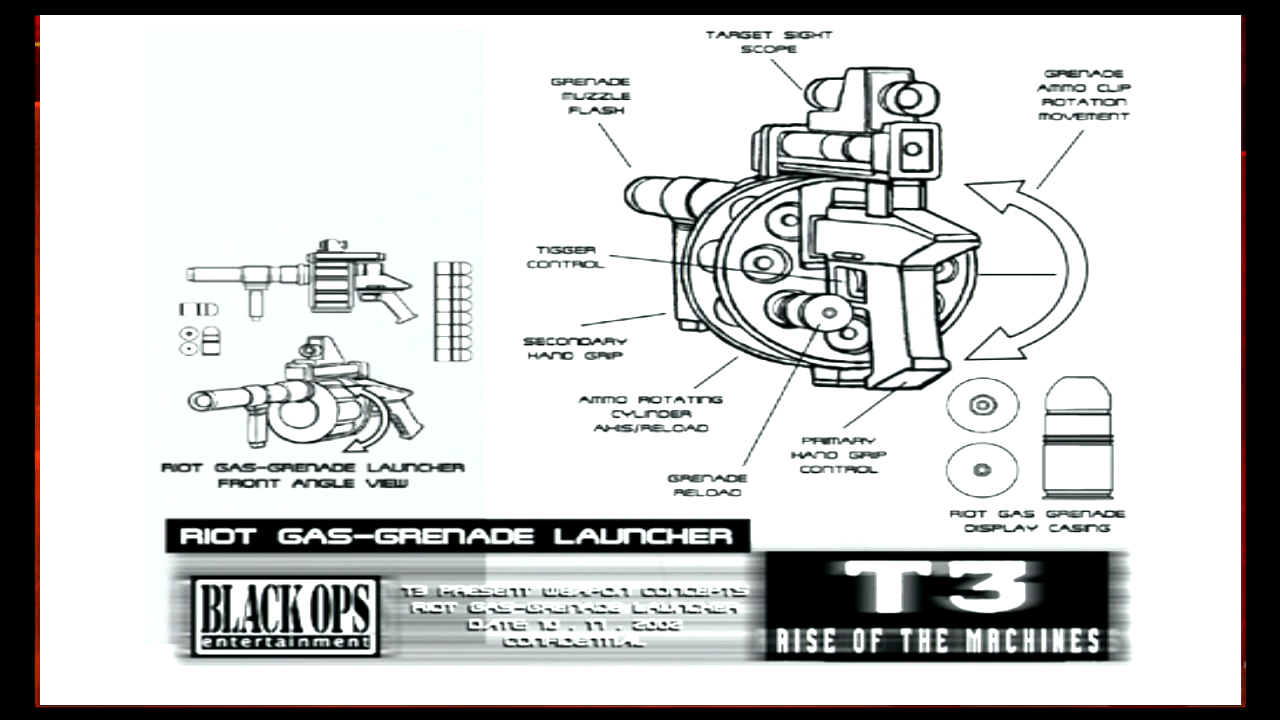 TARGET SIGHT
SCOPE
GRENADE
MUZZLE
FLASH
GRENADE
AMMO CLIP
ROTATION
MOVEMENT
TIGGER
CONTROL
SECONDARY
HAND GRIP
AMMO ROTATING
CYLINDER
AXIS/RELOAD
PRIMARY
HAND GRIP
CONTROL
GRENADE
RELOAD
RIOT GAS-GRENADE LAUNCHER
FRONT ANGLE VIEW
RIOT GAS GRENADE
DISPLAY CASING
RIOT GAS-GRENADE LAUNCHER
BLACK OPS
entertainment
T3 PRESENT WEAPON CONCEPTS
RIOT GAS-GRENADE LAUNCHER
DATE 10 . 11 . 2002
CONFIDENTIAL
T3
RISE OF THE MACHINES